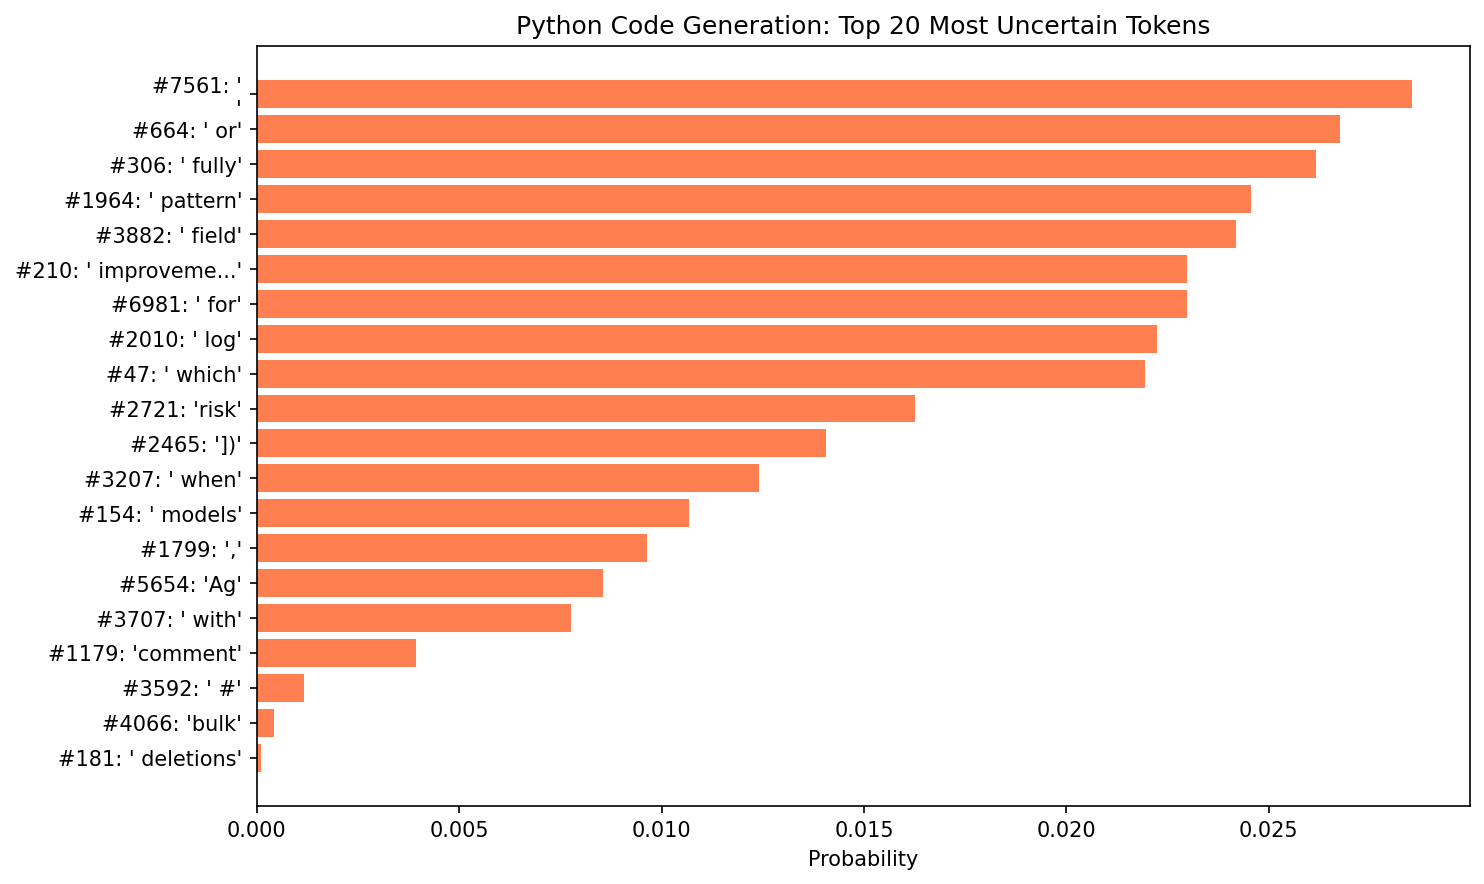 Python Code Generation: Top 20 Most Uncertain Tokens
#7561: '
'
#664: ' or'
#306: ' fully'
#1964: ' pattern'
#3882: ' field'
#210: ' improveme...'
#6981: ' for'
#2010: ' log'
#47: ' which'
#2721: 'risk'
#2465: '])'
#3207: ' when'
#154: ' models'
#1799: ','
#5654: 'Ag'
#3707: ' with'
#1179: 'comment'
#3592: ' #'
#4066: 'bulk'
#181: ' deletions'
0.000 0.005 0.010 0.015 0.020 0.025
Probability